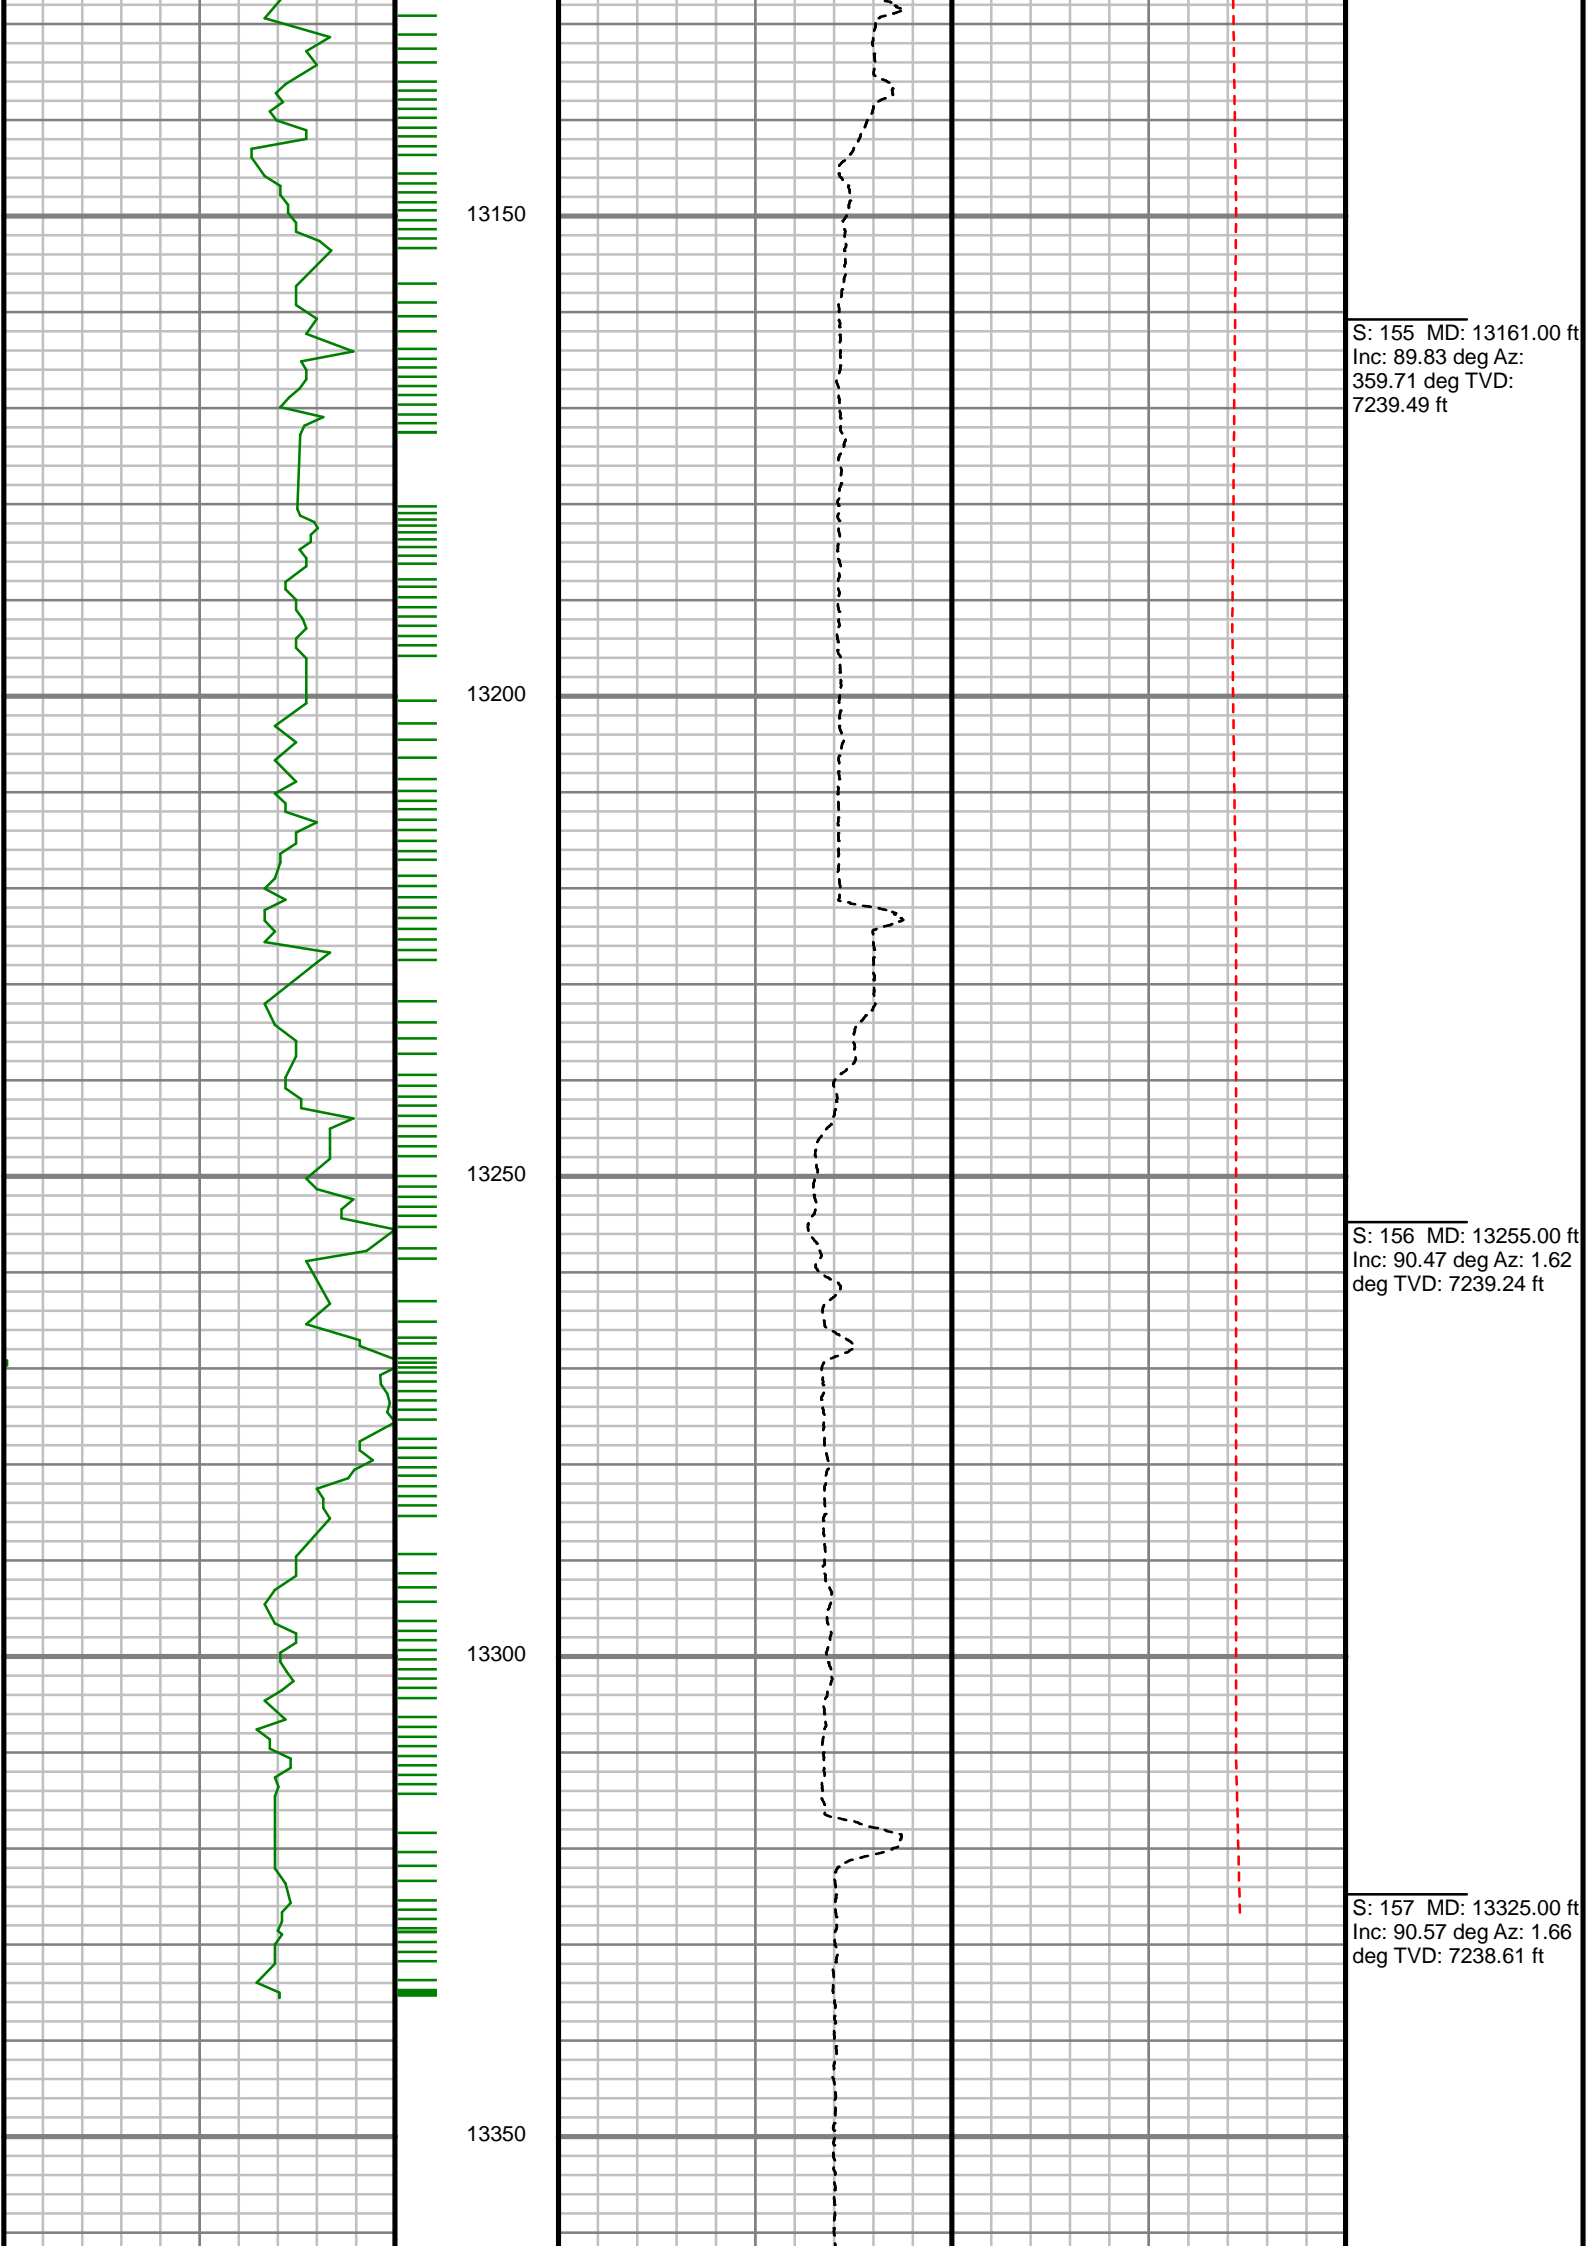 13150
S: 155 MD: 13161.00 ft
Inc: 89.83 deg Az:
359.71 deg TVD:
7239.49 ft
13200
13250
S: 156 MD: 13255.00 ft
Inc: 90.47 deg Az: 1.62
deg TVD: 7239.24 ft
13300
S: 157 MD: 13325.00 ft
Inc: 90.57 deg Az: 1.66
deg TVD: 7238.61 ft
13350